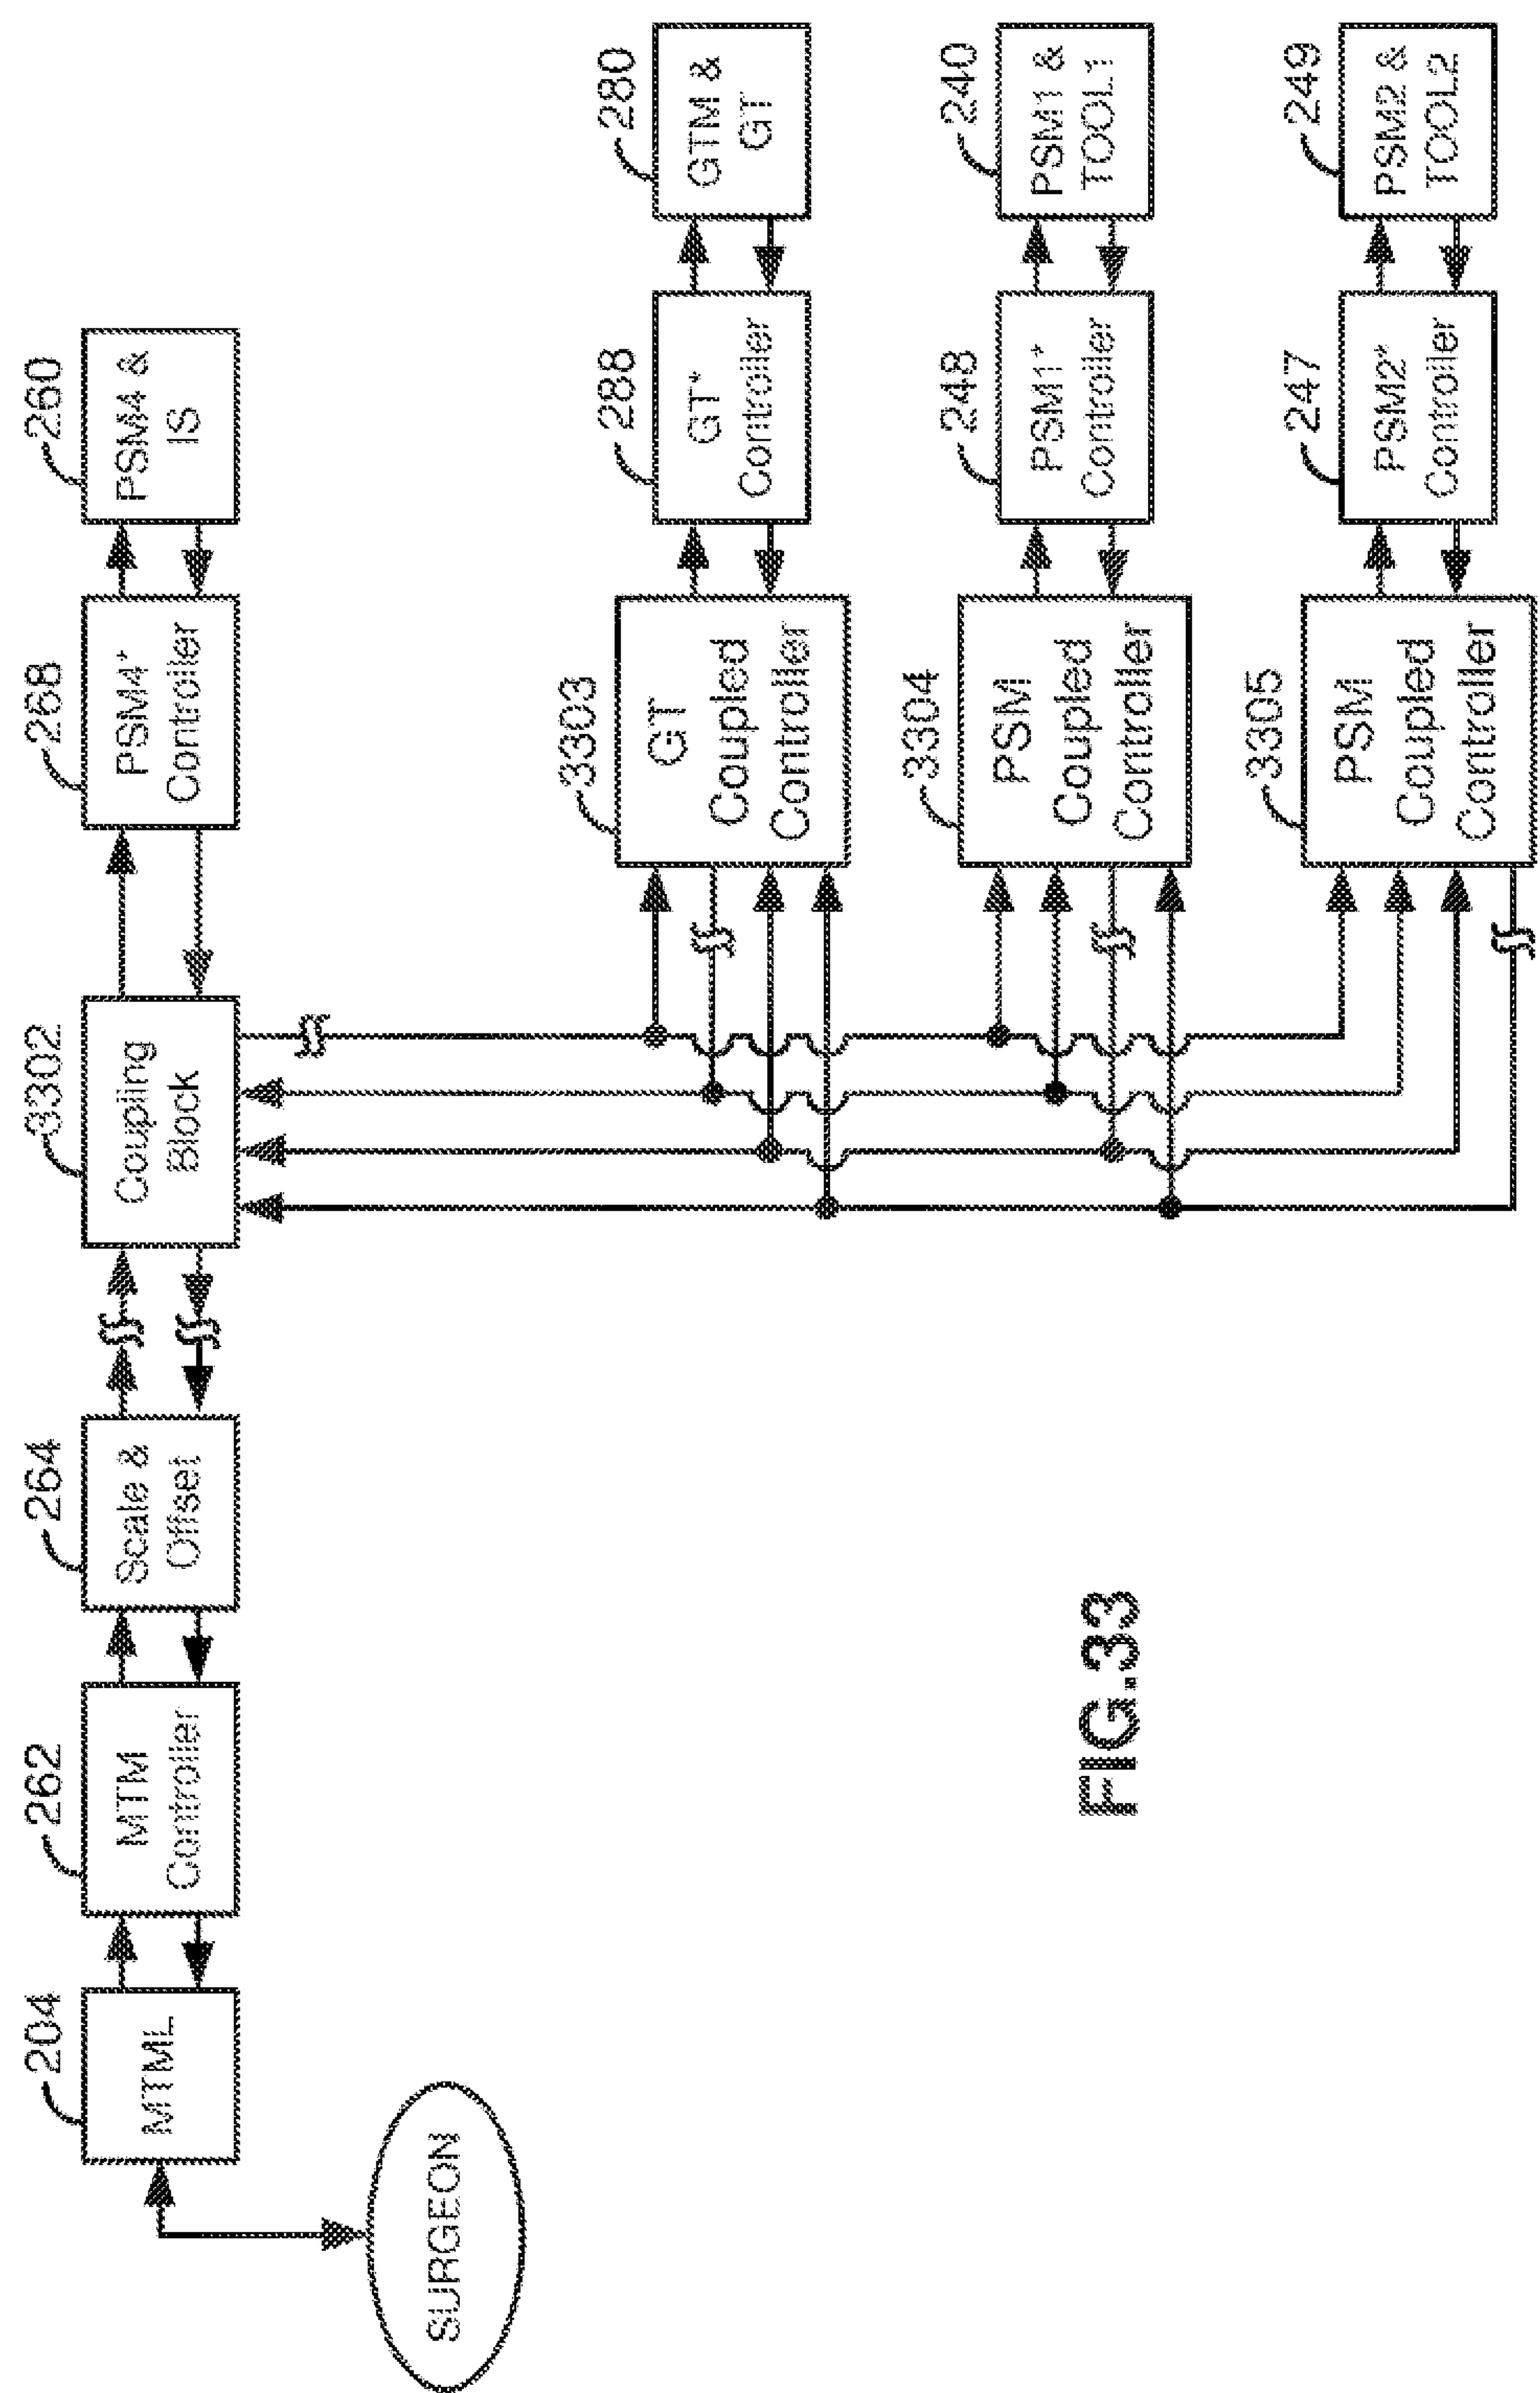 204
MTML
262
MTM
Controller
264
Scale &
Offset
3302
Coupling
Block
268
PSM4*
Controller
260
PSM4 &
IS
SURGEON
3303
GT
Coupled
Controller
288
GT*
Controller
280
GTM &
GT
3304
PSM
Coupled
Controller
248
PSM1*
Controller
240
PSM1 &
TOOL1
3305
PSM
Coupled
Controller
247
PSM2*
Controller
249
PSM2 &
TOOL2
FIG.33